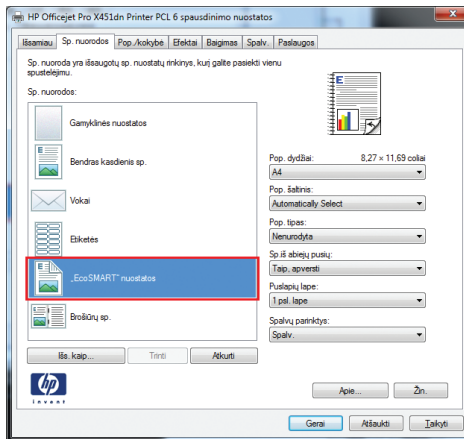 HP Officejet Pro X451dn Printer PCL 6 spausdinimo nuostatos
Išsamiau Sp. nuorodos Pop./kokybė Efektai Baigimas Spalv. Paslaugos
Sp. nuoroda yra išsaugotų sp. nuostatų rinkinys, kurį galite pasiekti vienu
spustelėjimu.
Sp. nuorodos:
Gamyklinės nuostatos
Bendras kasdienis sp.
Vokai
Etiketės
„EcoSMART“ nuostatos
Brošiūrų sp.
Pop. dydžiai: 8,27 × 11,69 coliai
A4
Pop. šaltinis:
Automatically Select
Pop. tipas:
Nenurodyta
Sp.iš abiejų pusių:
Taip, apversti
Puslapių lape:
1 psl. lape
Spalvų parinktys:
Spalv.
Išs. kaip... Trinti Atkurti
hp
invent
Apie... Žin.
Gerai Atšaukti Taikyti